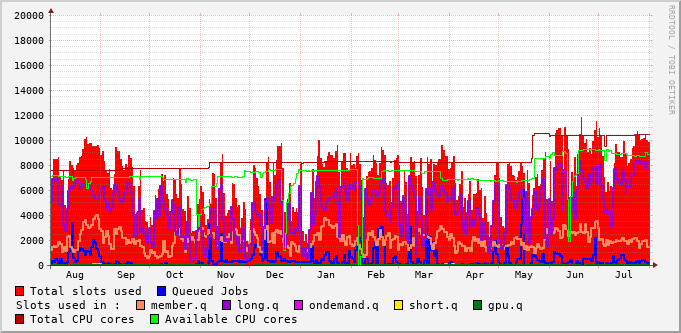 20000
18000
16000
14000
12000
10000
8000
6000
4000
2000
0
Aug Sep Oct Nov Dec Jan Feb Mar Apr May Jun Jul
RRDTOOL / TOBI OETIKER
Total slots used Queued Jobs
Slots used in : member.q long.q ondemand.q short.q gpu.q
Total CPU cores Available CPU cores